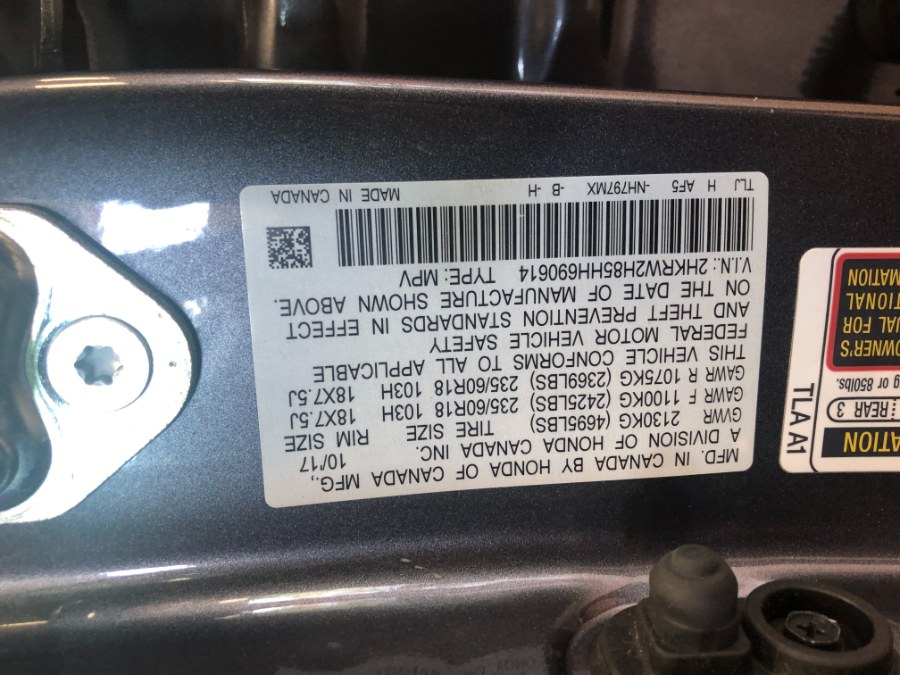 MFD. IN CANADA BY HONDA OF CANADA MFG.,
A DIVISION OF HONDA CANADA INC. 10/17
GVWR 2130KG (4695LBS) TIRE SIZE RIM SIZE
GAWR F 1100KG (2425LBS) 235/60R18 103H 18X7.5J
GAWR R 1075KG (2369LBS) 235/60R18 103H 18X7.5J
THIS VEHICLE CONFORMS TO ALL APPLICABLE
FEDERAL MOTOR VEHICLE SAFETY
AND THEFT PREVENTION STANDARDS IN EFFECT
ON THE DATE OF MANUFACTURE SHOWN ABOVE.
V.I.N.: 2HKRW2H85HH690614 TYPE: MPV
TLJ H AF5 -NH797MX -B -H MADE IN CANADA
TLA A1
ATION
REAR 3
g or 850lbs.
OWNER'S
UAL FOR
TIONAL
MATION